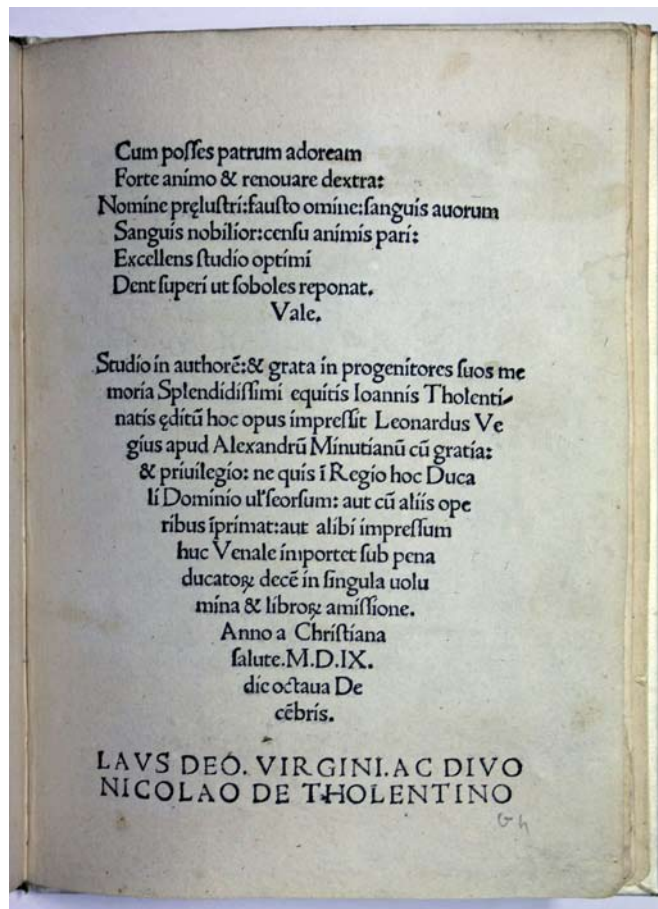 Cum poſſes patrum adoream
Forte animo & renouare dextra:
Nomine pręluſtri:fauſto omine:ſanguis auorum
Sanguis nobilior:cenſu animis pari:
Excellens ſtudio optimi
Dent ſuperi ut ſoboles reponat.
Vale.
Studio in authorē:& grata in progenitores ſuos me
moria Splendidiſſimi equitis Ioannis Tholenti⸗
natis ęditū hoc opus impreſſit Leonardus Ve
gius apud Alexandrū Minutianū cū gratia:
& priuilegio: ne quis ī Regio hoc Duca
li Dominio ul'ſeorſum: aut cū aliis ope
ribus īprimat:aut alibi impreſſum
huc Venale importet ſub pena
ducatoꝝ decē in ſingula uolu
mina & libroꝝ amiſſione.
Anno a Chriſtiana
ſalute.M.D.IX.
die octaua De
cēbris.
LAVS DEO. VIRGINI.AC DIVO
NICOLAO DE THOLENTINO